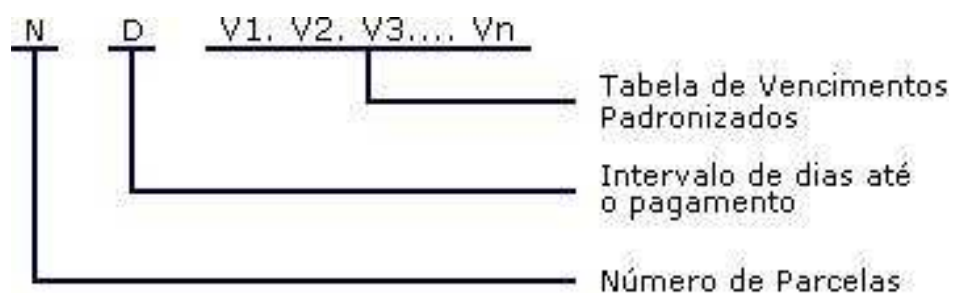 N D V1. V2. V3.... Vn
Tabela de Vencimentos
Padronizados
Intervalo de dias até
o pagamento
Número de Parcelas